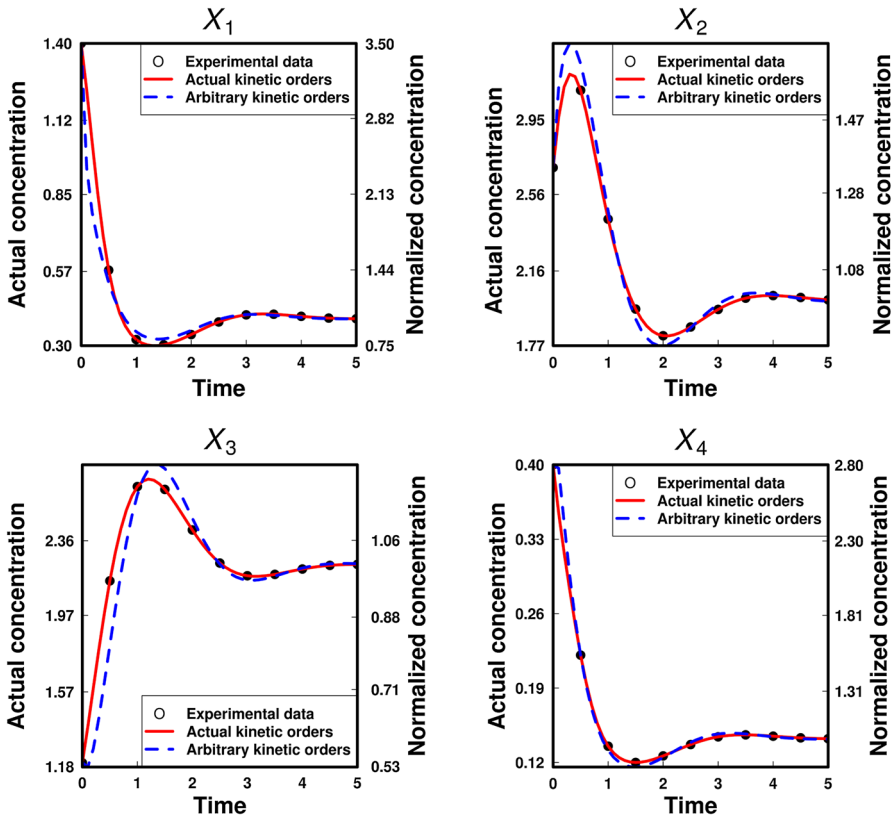 X1
Actual concentration
1.40
1.12
0.85
0.57
0.30
Experimental data
Actual kinetic orders
Arbitrary kinetic orders
3.50
2.82
2.13
1.44
0.75
Normalized concentration
0 1 2 3 4 5
Time
X2
Actual concentration
2.95
2.56
2.16
1.77
Experimental data
Actual kinetic orders
Arbitrary kinetic orders
1.47
1.28
1.08
Normalized concentration
0 1 2 3 4 5
Time
X3
Actual concentration
2.36
1.97
1.57
1.18
Experimental data
Actual kinetic orders
Arbitrary kinetic orders
1.06
0.88
0.71
0.53
Normalized concentration
0 1 2 3 4 5
Time
X4
Actual concentration
0.40
0.33
0.26
0.19
0.12
Experimental data
Actual kinetic orders
Arbitrary kinetic orders
2.80
2.30
1.81
1.31
Normalized concentration
0 1 2 3 4 5
Time